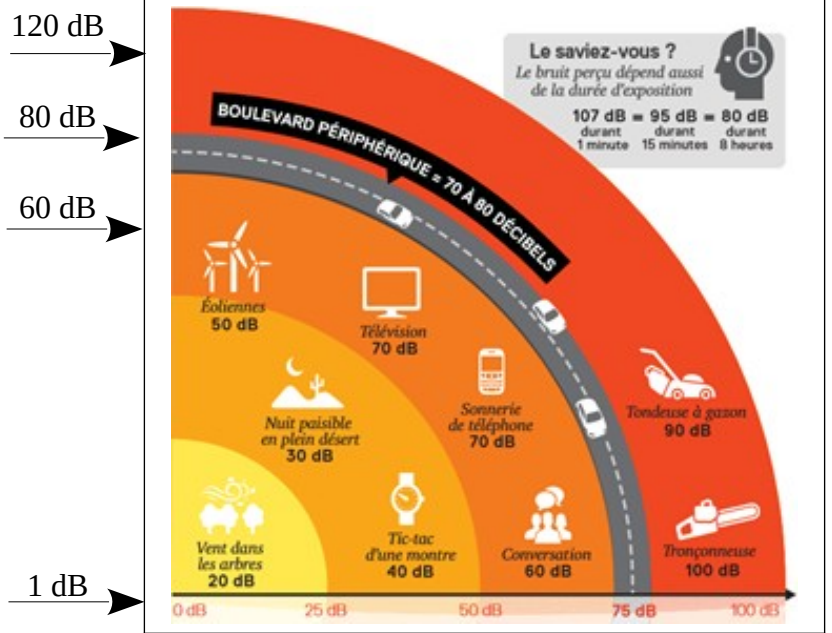 120 dB
80 dB
60 dB
1 dB
Le saviez-vous ?
Le bruit perçu dépend aussi
de la durée d'exposition
107 dB = 95 dB = 80 dB
durant durant durant
1 minute 15 minutes 8 heures
BOULEVARD PÉRIPHÉRIQUE = 70 À 80 DÉCIBELS
Éoliennes
50 dB
Télévision
70 dB
Nuit paisible
en plein désert
30 dB
Sonnerie
de téléphone
70 dB
Tondeuse à gazon
90 dB
Vent dans
les arbres
20 dB
Tic-tac
d'une montre
40 dB
Conversation
60 dB
Tronçonneuse
100 dB
0 dB 25 dB 50 dB 75 dB 100 dB